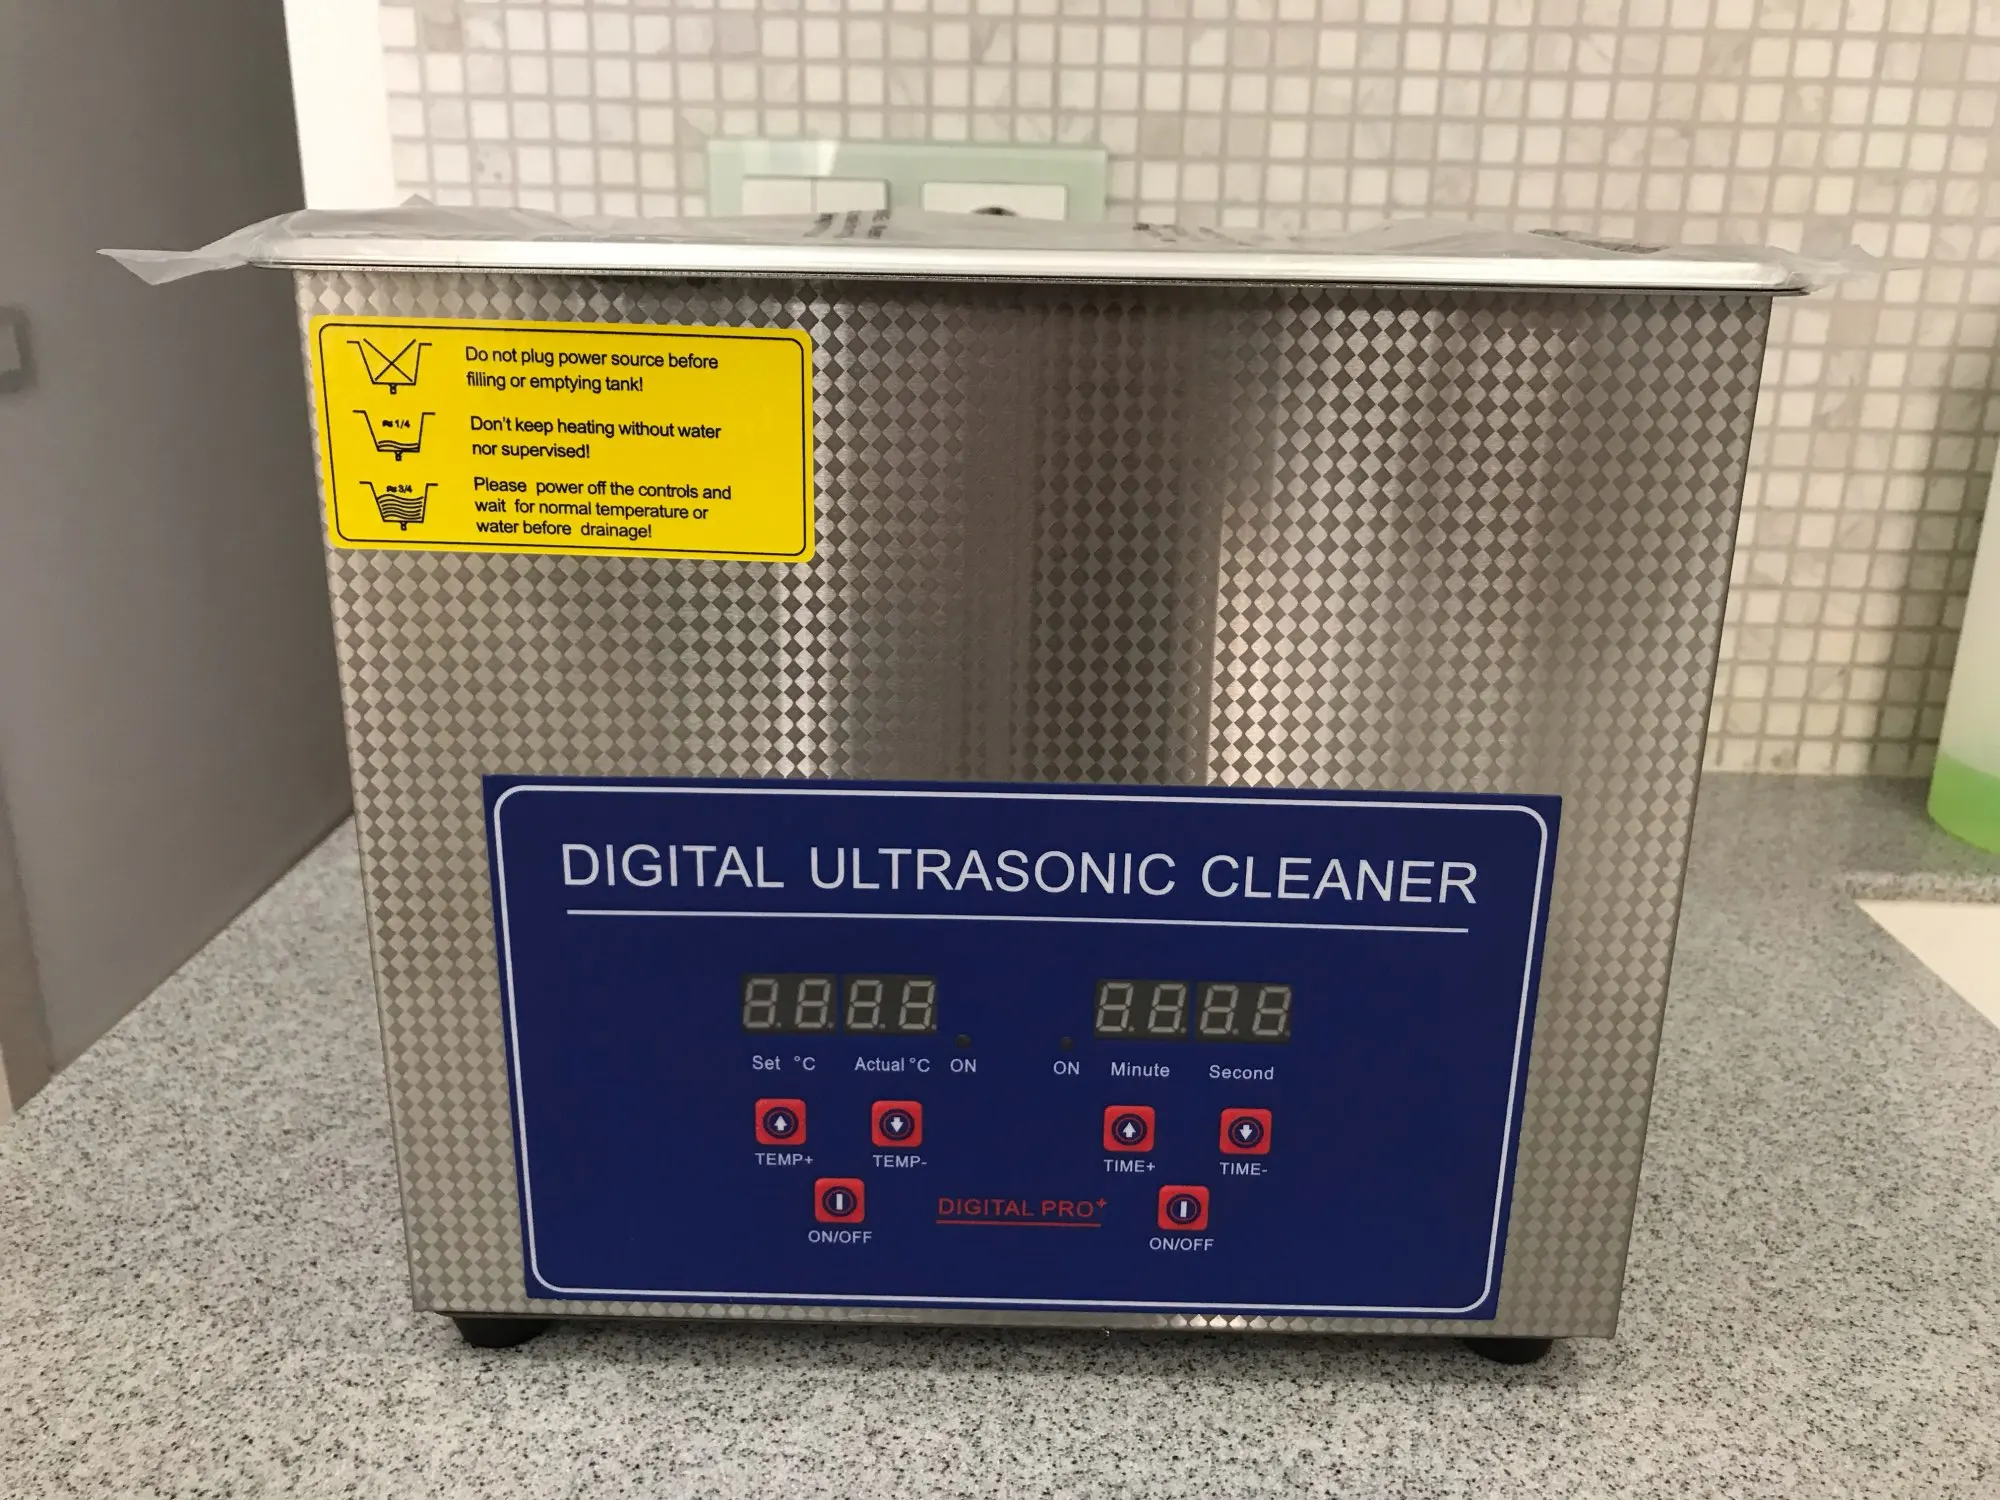 Do not plug power source before
filling or emptying tank!
≈1/4
Don't keep heating without water
nor supervised!
≈3/4
Please power off the controls and
wait for normal temperature or
water before drainage!
DIGITAL ULTRASONIC CLEANER
Set °C Actual °C ON ON Minute Second
TEMP+ TEMP- TIME+ TIME-
DIGITAL PRO+
ON/OFF ON/OFF